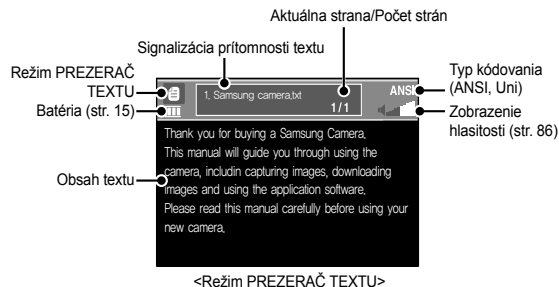 Aktuálna strana/Počet strán
Signalizácia prítomnosti textu
Režim PREZERAČ
TEXTU
Batéria (str. 15)
Obsah textu
1. Samsung camera.txt
1/1
ANSI
Typ kódovania
(ANSI, Uni)
Zobrazenie
hlasitosti (str. 86)
Thank you for buying a Samsung Camera.
This manual will guide you through using the
camera, includin capturing images, downloading
images and using the application software.
Please read this manual carefully before using your
new camera.
<Režim PREZERAČ TEXTU>